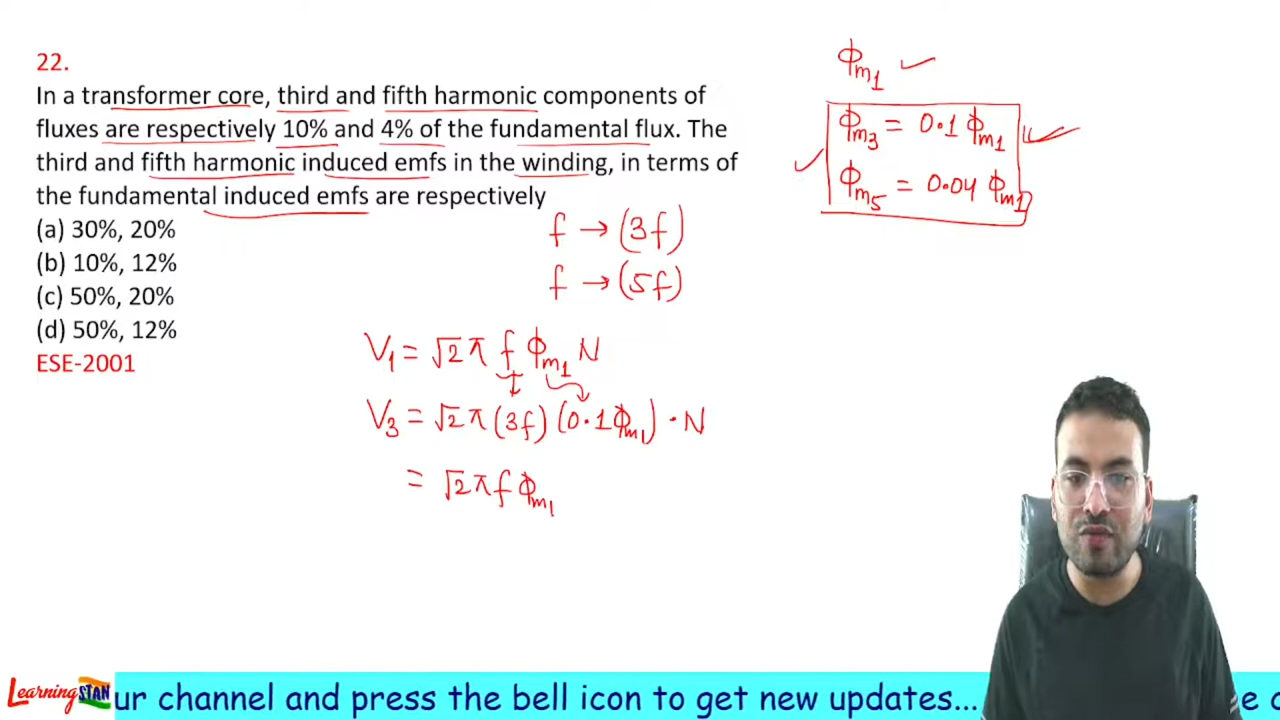 22.
In a transformer core, third and fifth harmonic components of
fluxes are respectively 10% and 4% of the fundamental flux. The
third and fifth harmonic induced emfs in the winding, in terms of
the fundamental induced emfs are respectively
(a) 30%, 20%
(b) 10%, 12%
(c) 50%, 20%
(d) 50%, 12%
ESE-2001
ϕm₁
ϕm₃ = 0.1 ϕm₁
ϕm₅ = 0.04 ϕm₁
f → (3f)
f → (5f)
V₁ = √2 π f ϕm₁ N
V₃ = √2 π (3f) (0.1 ϕm₁) · N
= √2 π f ϕm₁
Learning STAN
ur channel and press the bell icon to get new updates...